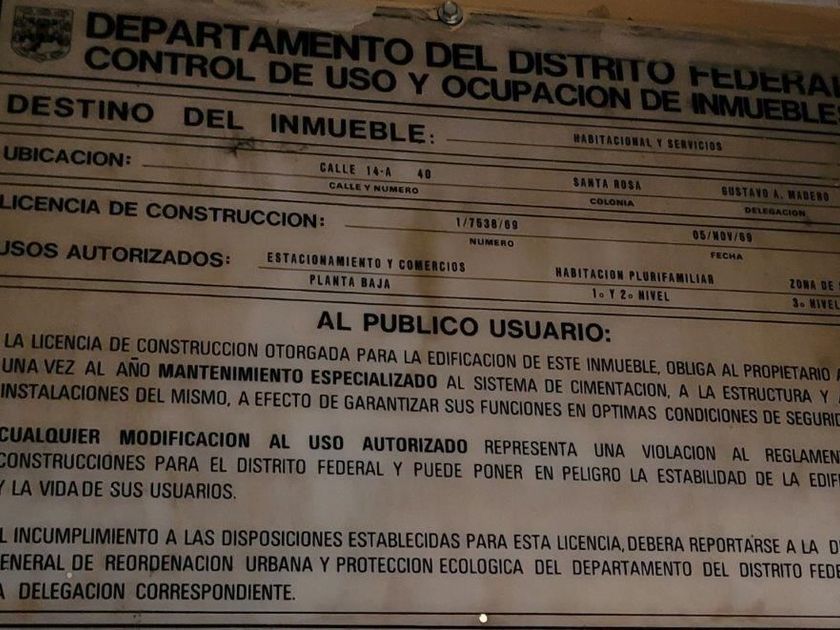 DEPARTAMENTO DEL DISTRITO FEDERAL
CONTROL DE USO Y OCUPACION DE INMUEBLES
DESTINO DEL INMUEBLE: HABITACIONAL Y SERVICIOS
UBICACION: CALLE 14-A 40 SANTA ROSA GUSTAVO A. MADERO
CALLE Y NUMERO COLONIA DELEGACION
LICENCIA DE CONSTRUCCION: 1/7538/69 05/NOV/69
NUMERO FECHA
USOS AUTORIZADOS: ESTACIONAMIENTO Y COMERCIOS HABITACION PLURIFAMILIAR ZONA DE
PLANTA BAJA 1o Y 2o NIVEL 3o NIVEL
AL PUBLICO USUARIO:
LA LICENCIA DE CONSTRUCCION OTORGADA PARA LA EDIFICACION DE ESTE INMUEBLE, OBLIGA AL PROPIETARIO A
UNA VEZ AL AÑO MANTENIMIENTO ESPECIALIZADO AL SISTEMA DE CIMENTACION, A LA ESTRUCTURA Y A
INSTALACIONES DEL MISMO, A EFECTO DE GARANTIZAR SUS FUNCIONES EN OPTIMAS CONDICIONES DE SEGURID
CUALQUIER MODIFICACION AL USO AUTORIZADO REPRESENTA UNA VIOLACION AL REGLAMEN
CONSTRUCCIONES PARA EL DISTRITO FEDERAL Y PUEDE PONER EN PELIGRO LA ESTABILIDAD DE LA EDIFI
Y LA VIDA DE SUS USUARIOS.
L INCUMPLIMIENTO A LAS DISPOSICIONES ESTABLECIDAS PARA ESTA LICENCIA, DEBERA REPORTARSE A LA D
ENERAL DE REORDENACION URBANA Y PROTECCION ECOLOGICA DEL DEPARTAMENTO DEL DISTRITO FEDE
A DELEGACION CORRESPONDIENTE.